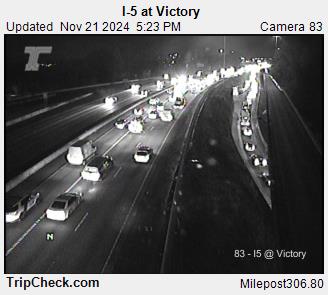 I-5 at Victory
Updated Nov 21 2024 5:23 PM Camera 83
T
N
83 - I5 @ Victory
TripCheck.com Milepost306.80